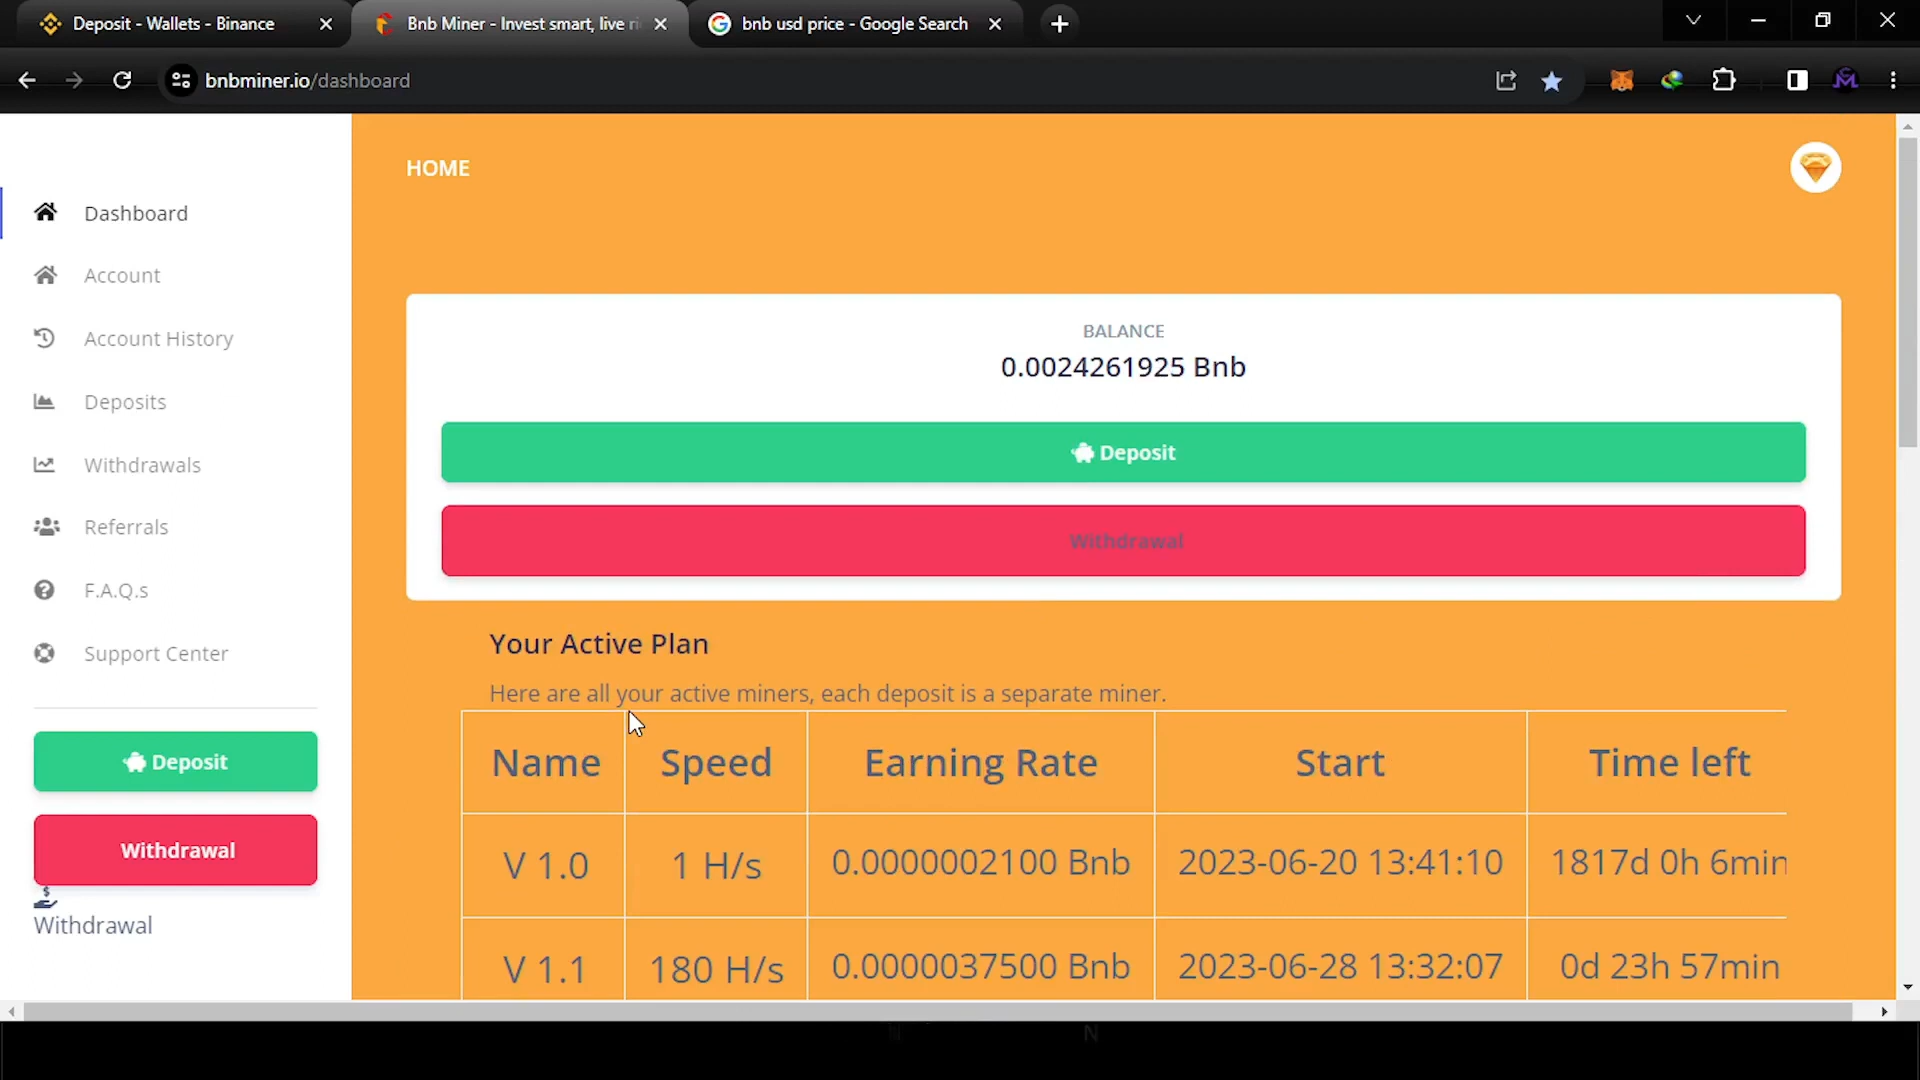 Deposit - Wallets - Binance
Bnb Miner - Invest smart, live ri
bnb usd price - Google Search
bnbminer.io/dashboard
HOME
Dashboard
Account
Account History
Deposits
Withdrawals
Referrals
F.A.Q.s
Support Center
Deposit
Withdrawal
Withdrawal
BALANCE
0.0024261925 Bnb
Deposit
Withdrawal
Your Active Plan
Here are all your active miners, each deposit is a separate miner.
Name Speed Earning Rate Start Time left
V 1.0 1 H/s 0.0000002100 Bnb 2023-06-20 13:41:10 1817d 0h 6min
V 1.1 180 H/s 0.0000037500 Bnb 2023-06-28 13:32:07 0d 23h 57min
N